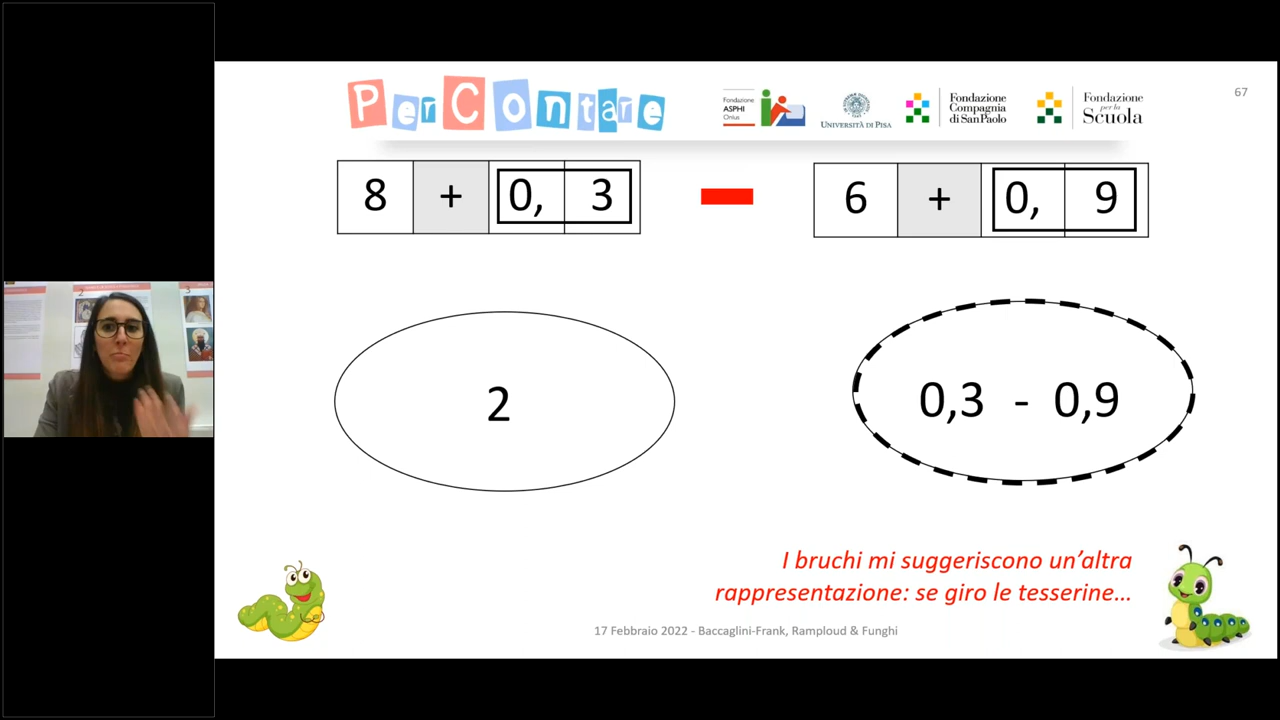 PerContare
Fondazione
ASPHI
Onlus
UNIVERSITÀ DI PISA
Fondazione
Compagnia
di San Paolo
Fondazione
per la
Scuola
67
8 + 0, 3 - 6 + 0, 9
2
0,3 - 0,9
I bruchi mi suggeriscono un'altra
rappresentazione: se giro le tesserine...
17 Febbraio 2022 - Baccaglini-Frank, Ramploud & Funghi
2
3